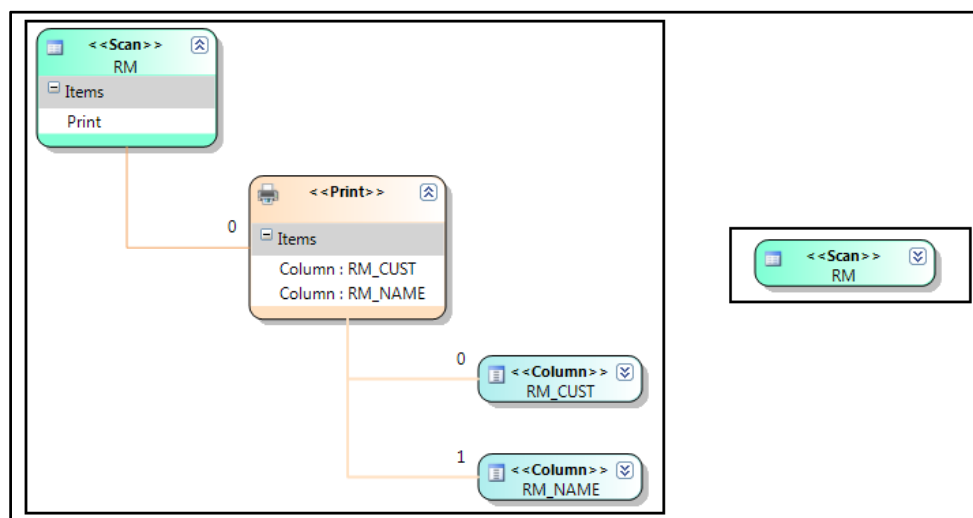 <<Scan>>
RM
Items
Print
0
<<Print>>
Items
Column : RM_CUST
Column : RM_NAME
0
<<Column>>
RM_CUST
1
<<Column>>
RM_NAME
<<Scan>>
RM